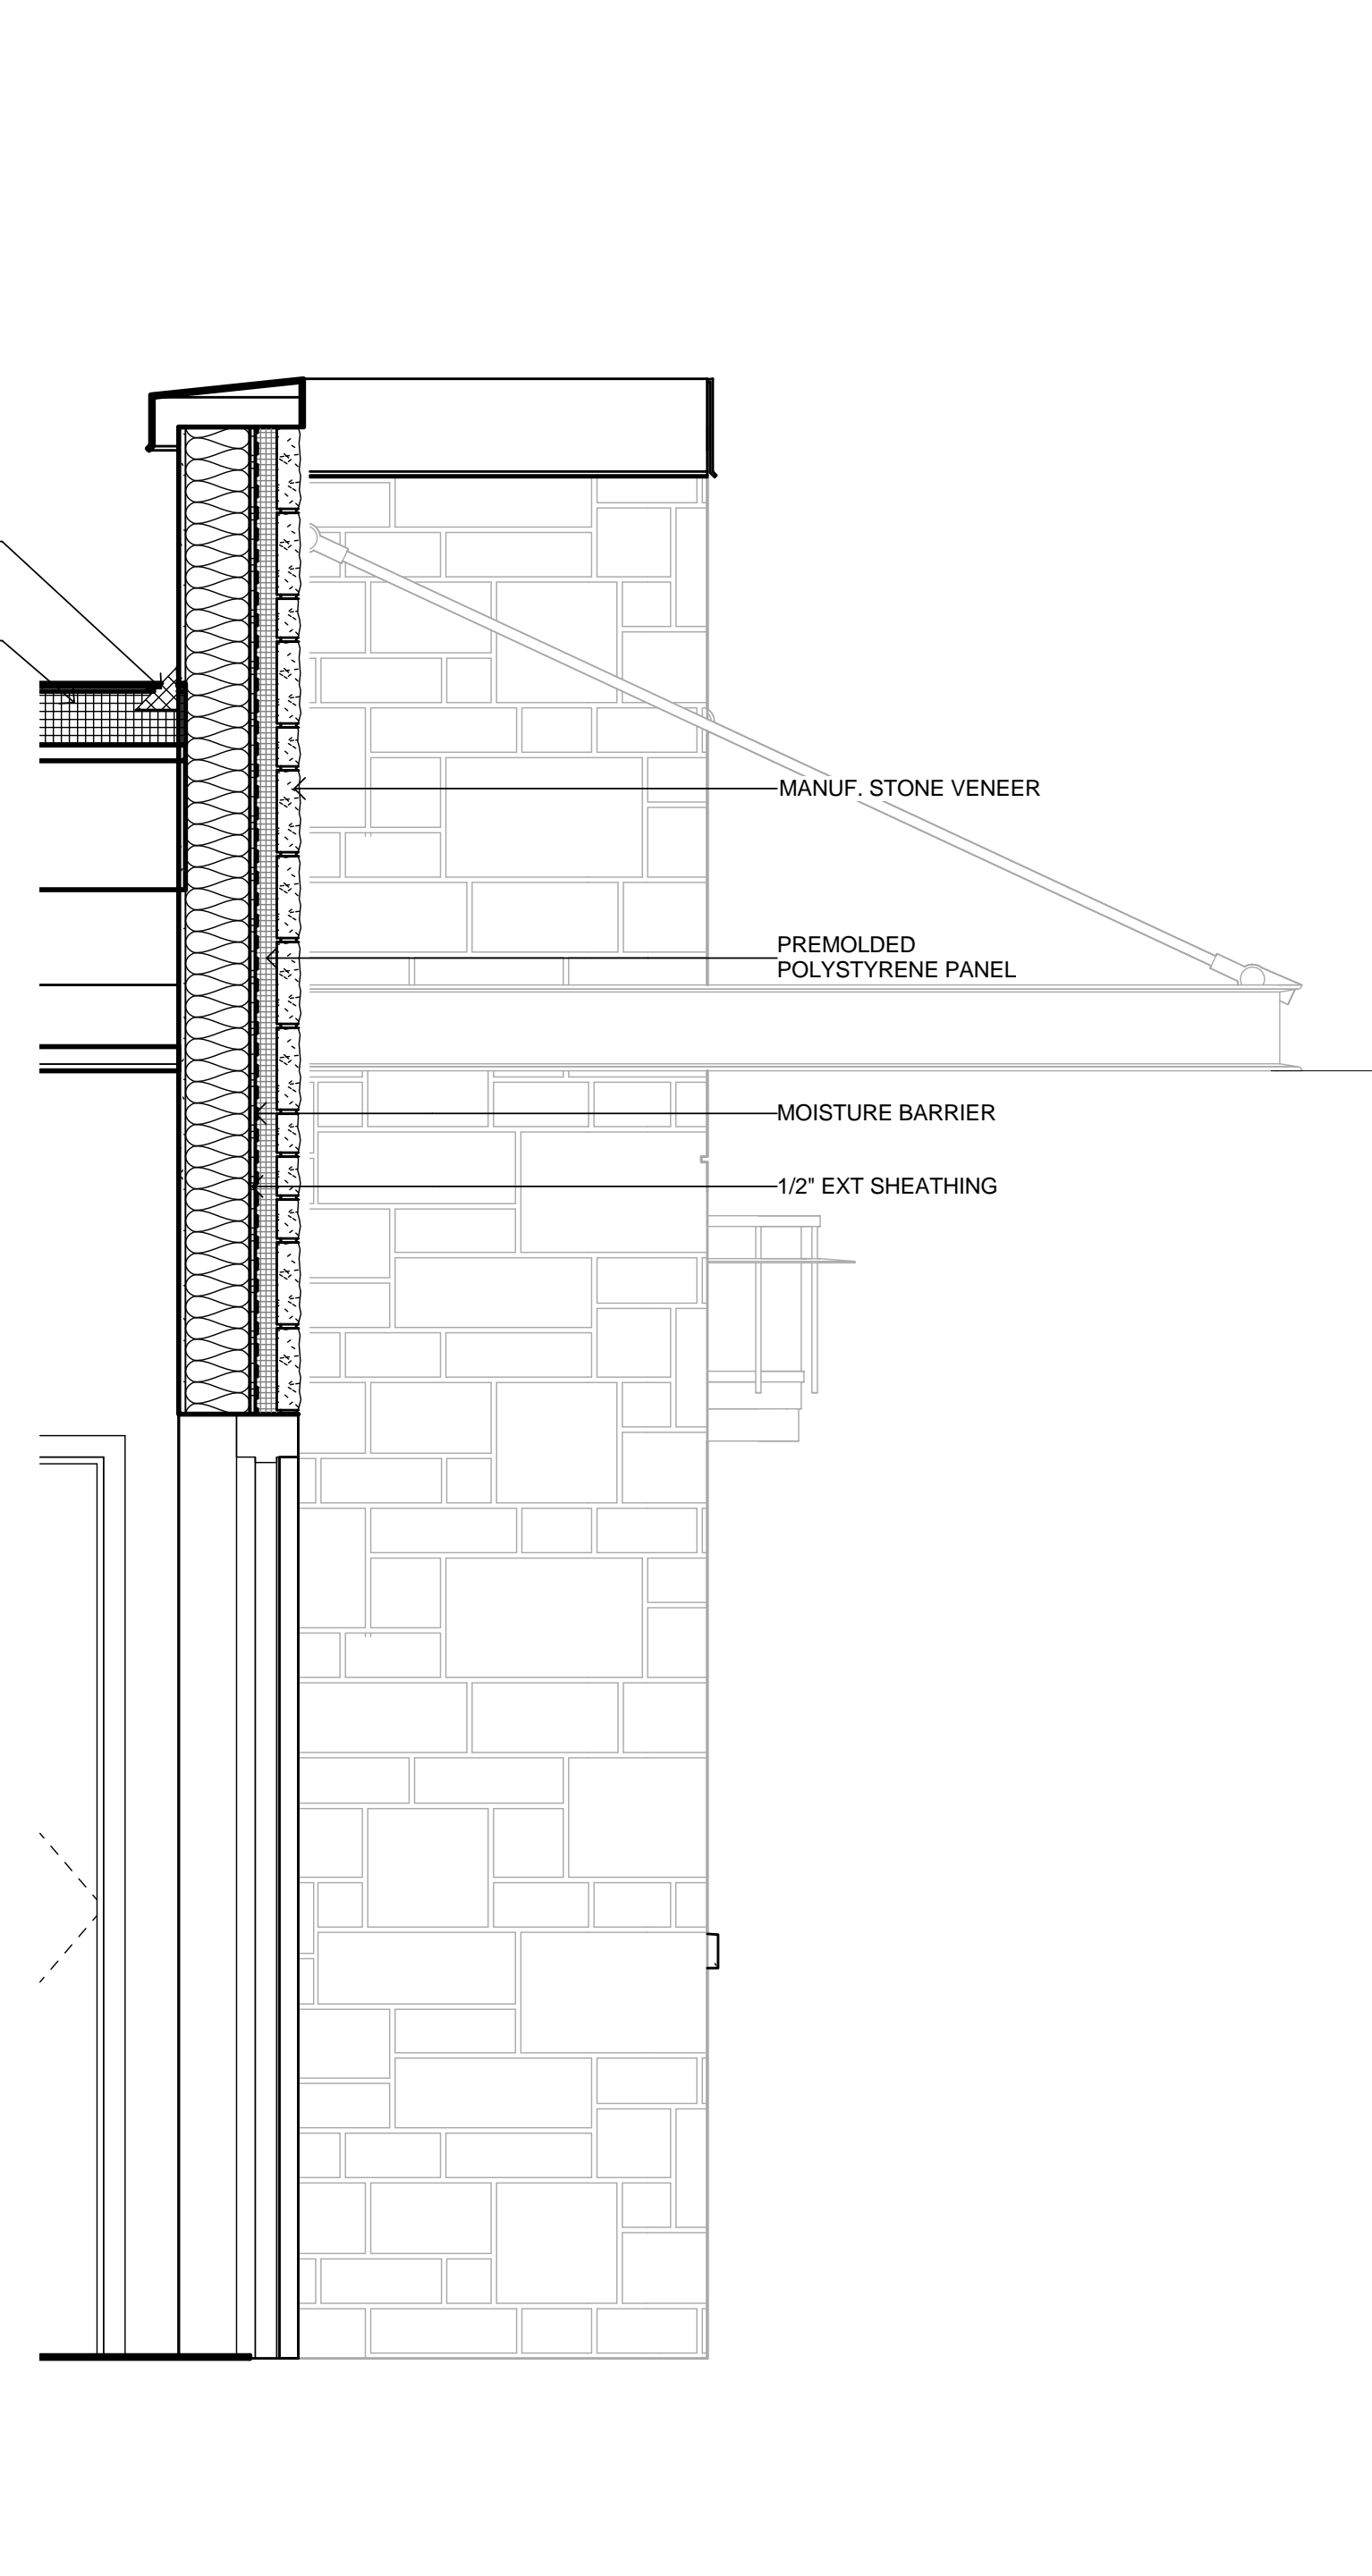 MANUF. STONE VENEER
PREMOLDED
POLYSTYRENE PANEL
MOISTURE BARRIER
1/2" EXT SHEATHING